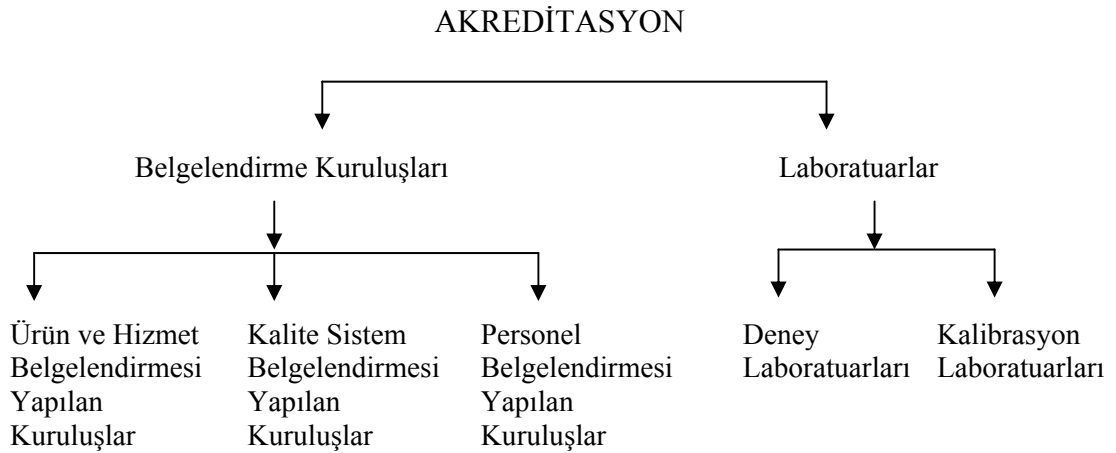 AKREDİTASYON
Belgelendirme Kuruluşları
Laboratuarlar
Ürün ve Hizmet
Belgelendirmesi
Yapılan
Kuruluşlar
Kalite Sistem
Belgelendirmesi
Yapılan
Kuruluşlar
Personel
Belgelendirmesi
Yapılan
Kuruluşlar
Deney
Laboratuarları
Kalibrasyon
Laboratuarları